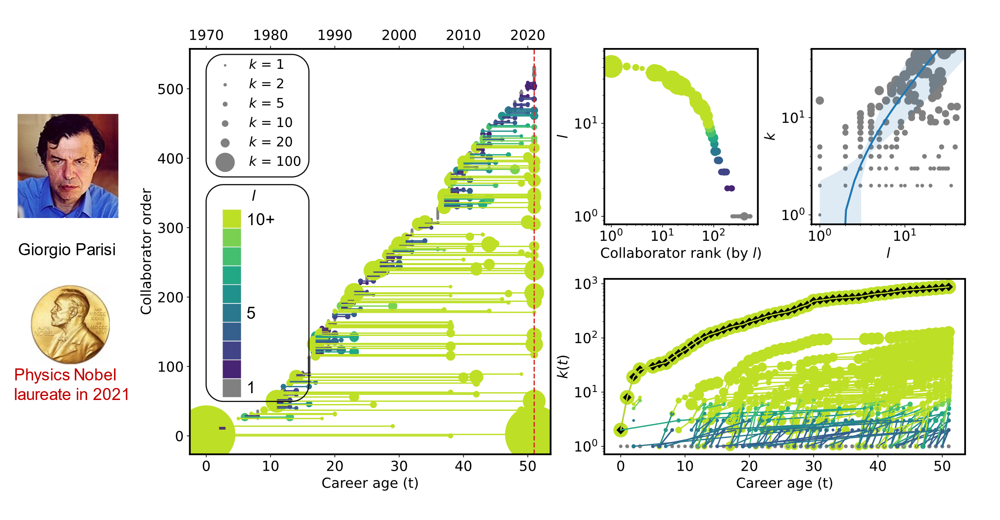 Giorgio Parisi
Physics Nobel
laureate in 2021
1970 1980 1990 2000 2010 2020
k = 1
k = 2
k = 5
k = 10
k = 20
k = 100
l
10+
5
1
Collaborator order
500
400
300
200
100
0
0 10 20 30 40 50
Career age (t)
l
10¹
10⁰
10⁰ 10¹ 10²
Collaborator rank (by l)
k
10¹
10⁰
10⁰ 10¹
l
k(t)
10³
10²
10¹
10⁰
0 10 20 30 40 50
Career age (t)